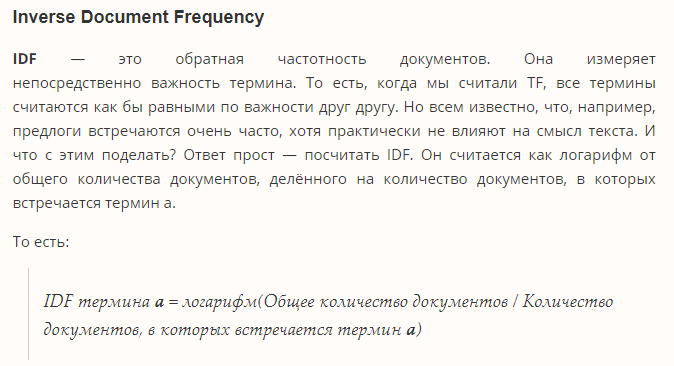 Inverse Document Frequency
IDF — это обратная частотность документов. Она измеряет
непосредственно важность термина. То есть, когда мы считали TF, все термины
считаются как бы равными по важности друг другу. Но всем известно, что, например,
предлоги встречаются очень часто, хотя практически не влияют на смысл текста. И
что с этим поделать? Ответ прост — посчитать IDF. Он считается как логарифм от
общего количества документов, делённого на количество документов, в которых
встречается термин а.
То есть:
IDF термина а = логарифм(Общее количество документов / Количество
документов, в которых встречается термин а)